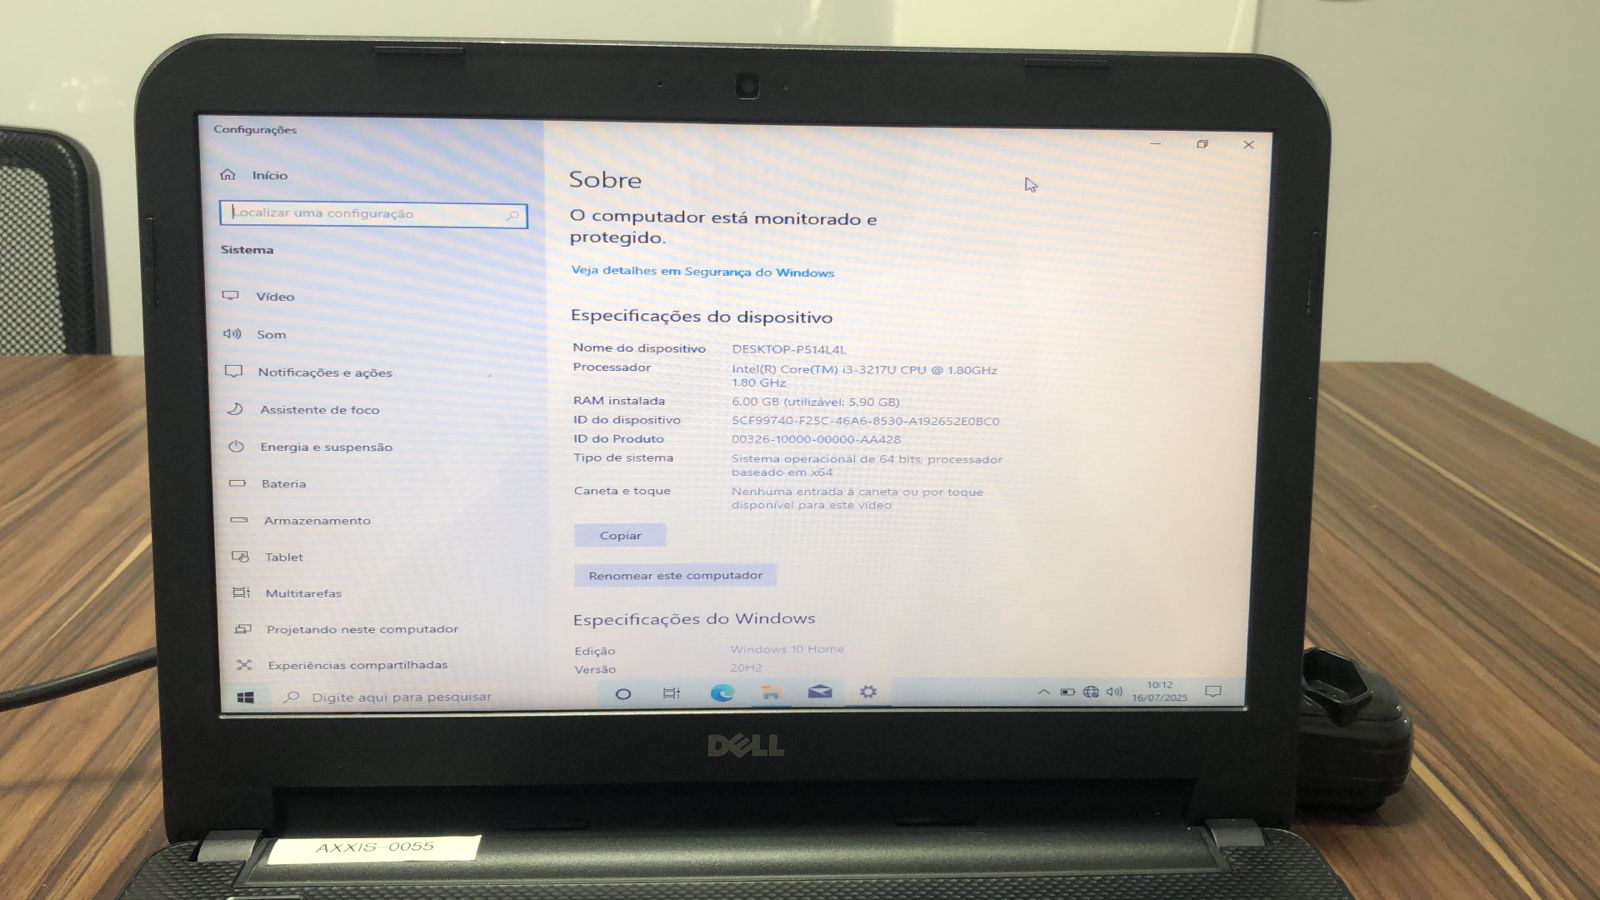 Configurações
Início
Localizar uma configuração
Sistema
Vídeo
Som
Notificações e ações
Assistente de foco
Energia e suspensão
Bateria
Armazenamento
Tablet
Multitarefas
Projetando neste computador
Experiências compartilhadas
Sobre
O computador está monitorado e
protegido.
Veja detalhes em Segurança do Windows
Especificações do dispositivo
Nome do dispositivo DESKTOP-P514L4L
Processador Intel(R) Core(TM) i3-3217U CPU @ 1.80GHz
1.80 GHz
RAM instalada 6,00 GB (utilizável: 5,90 GB)
ID do dispositivo 5CF99740-F25C-46A6-8530-A192652E0BC0
ID do Produto 00326-10000-00000-AA428
Tipo de sistema Sistema operacional de 64 bits, processador
baseado em x64
Caneta e toque Nenhuma entrada à caneta ou por toque
disponível para este vídeo
Copiar
Renomear este computador
Especificações do Windows
Edição Windows 10 Home
Versão 20H2
Digite aqui para pesquisar
10:12
16/07/2025
DELL
AXXIS-0055